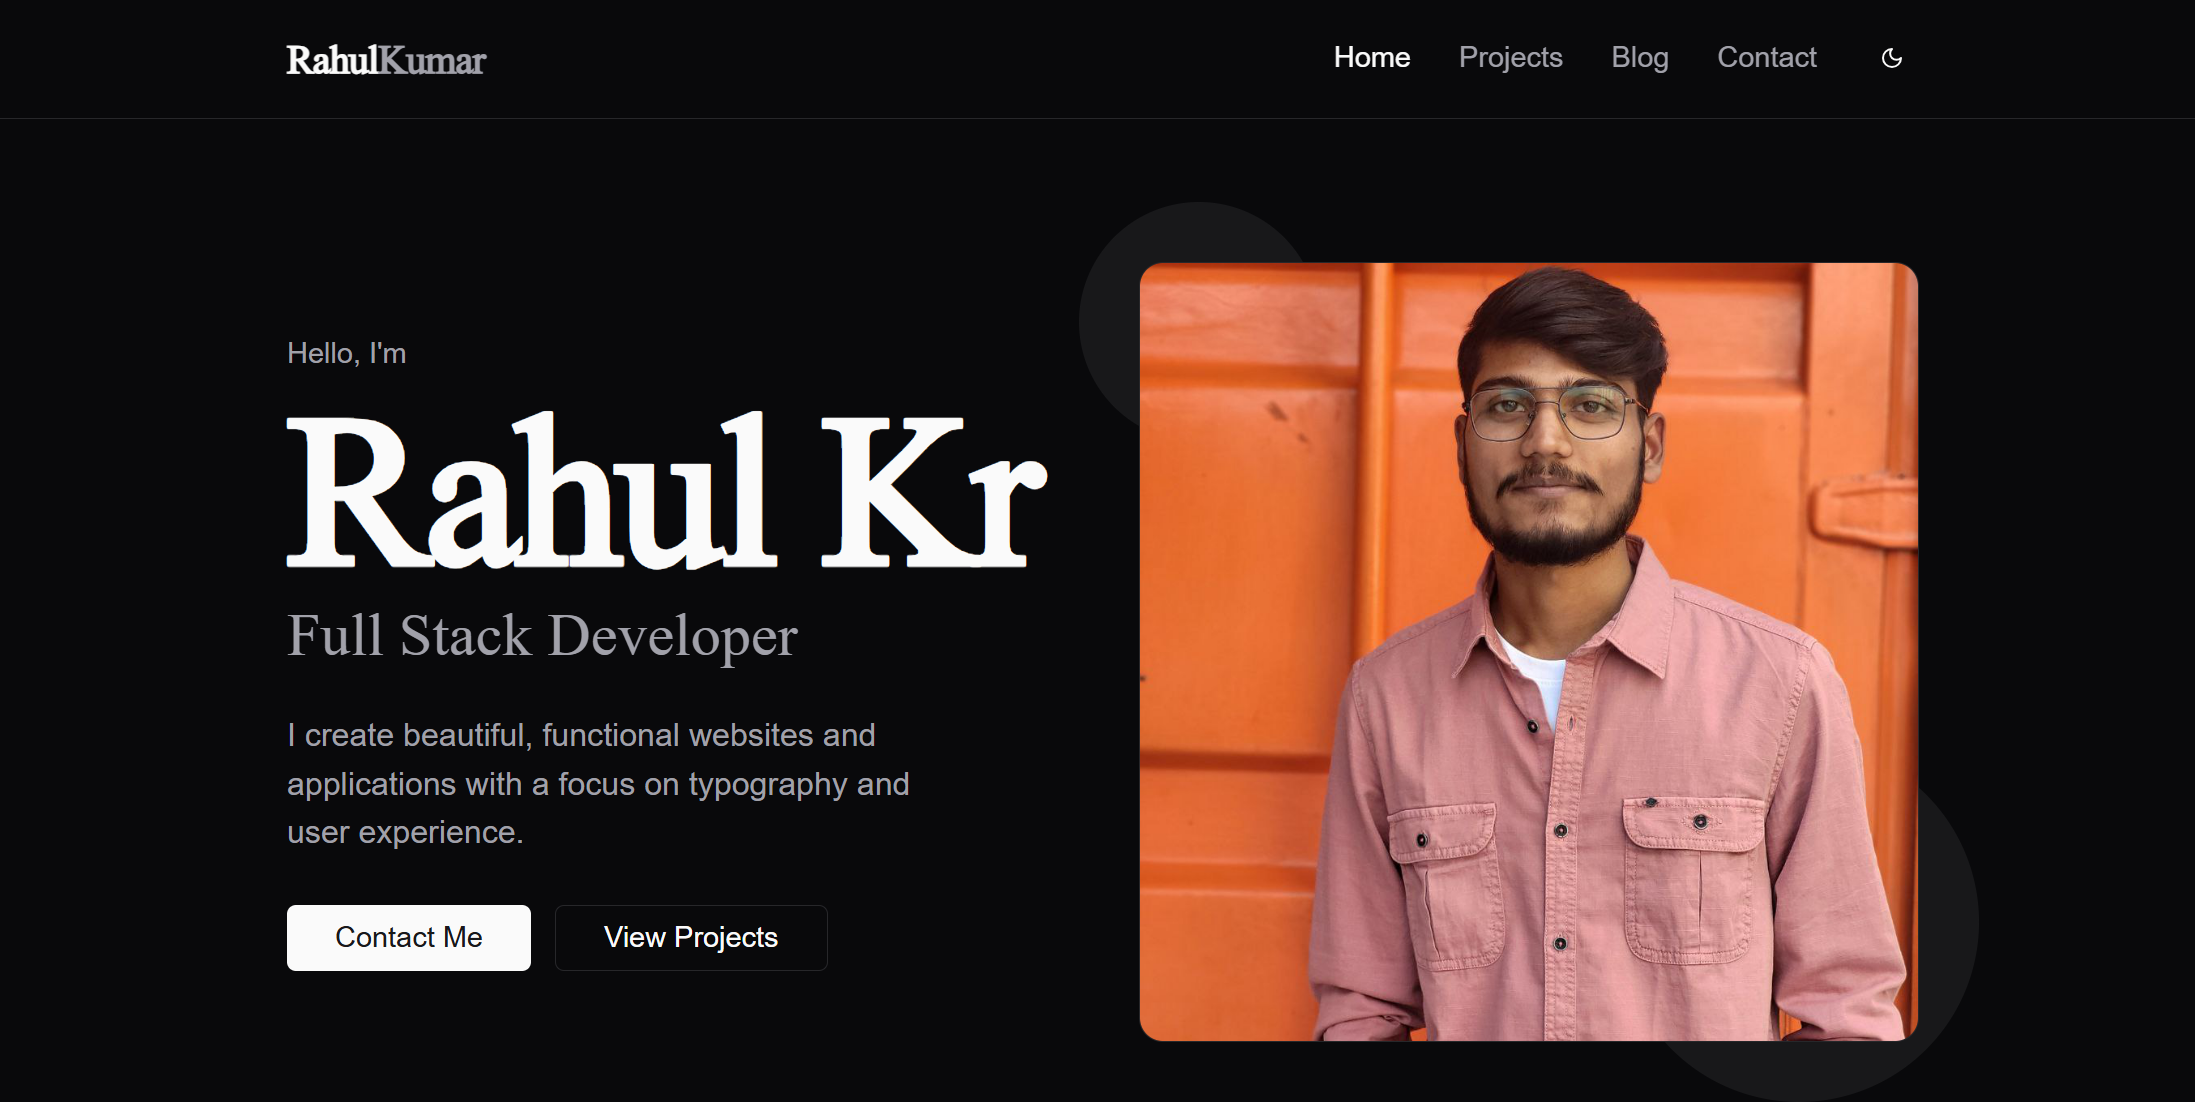 RahulKumar
Home Projects Blog Contact
Hello, I'm
Rahul Kr
Full Stack Developer
I create beautiful, functional websites and
applications with a focus on typography and
user experience.
Contact Me View Projects